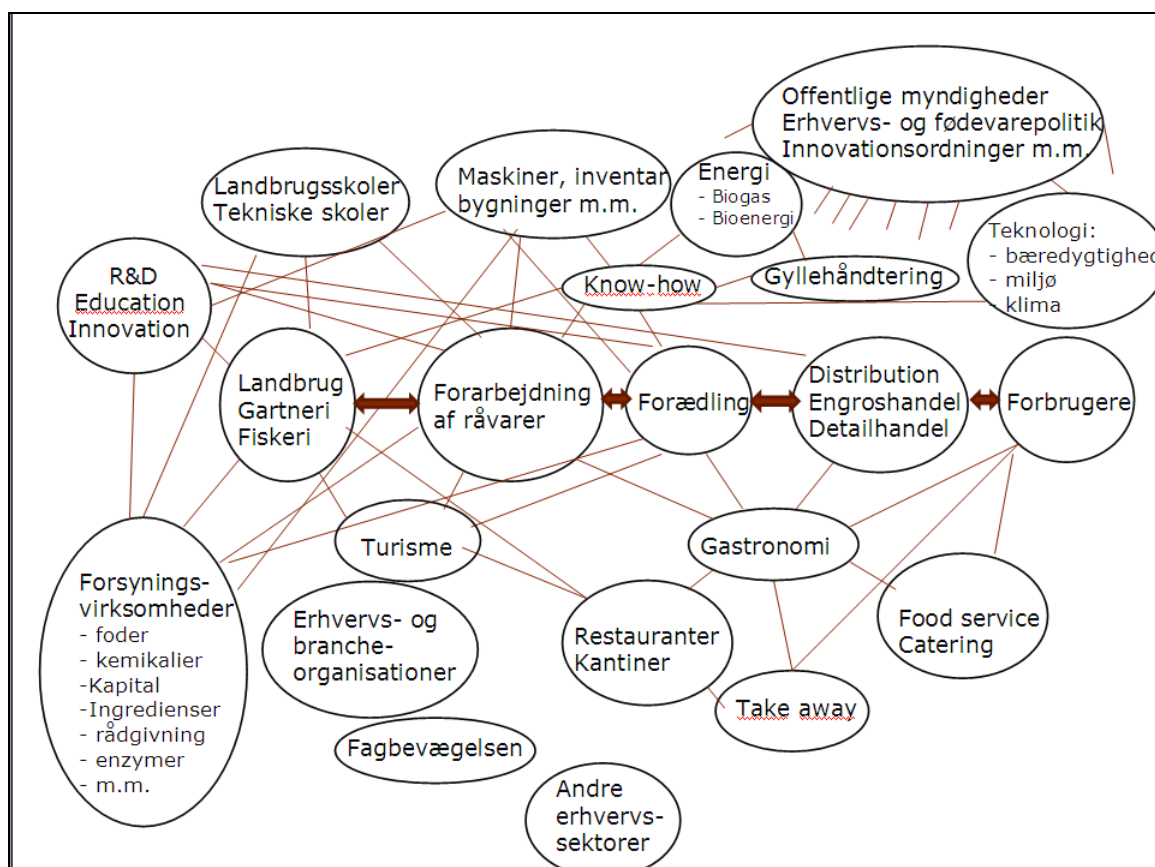 Offentlige myndigheder
Erhvervs- og fødevarepolitik
Innovationsordninger m.m.
Landbrugsskoler
Tekniske skoler
Maskiner, inventar
bygninger m.m.
Energi
- Biogas
- Bioenergi
Teknologi:
- bæredygtighed
- miljø
- klima
R&D
Education
Innovation
Know-how
Gyllehåndtering
Landbrug
Gartneri
Fiskeri
Forarbejdning
af råvarer
Forædling
Distribution
Engroshandel
Detailhandel
Forbrugere
Turisme
Gastronomi
Forsynings-
virksomheder
- foder
- kemikalier
-Kapital
-Ingredienser
- rådgivning
- enzymer
- m.m.
Erhvervs- og
branche-
organisationer
Restauranter
Kantiner
Food service
Catering
Take away
Fagbevægelsen
Andre
erhvervs-
sektorer